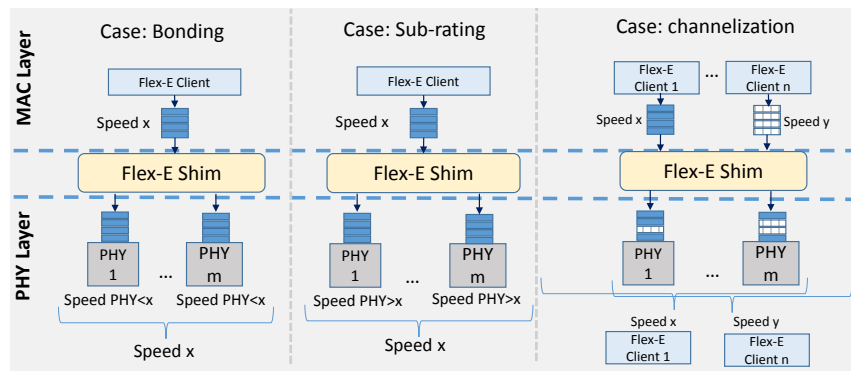 Case: Bonding
Case: Sub-rating
Case: channelization
MAC Layer
Flex-E Client
Flex-E Client
Flex-E
Client 1
...
Flex-E
Client n
Speed x
Speed x
Speed x
Speed y
Flex-E Shim
Flex-E Shim
Flex-E Shim
PHY Layer
PHY
1
...
PHY
m
PHY
1
...
PHY
m
PHY
1
...
PHY
m
Speed PHY<x
Speed PHY<x
Speed PHY>x
Speed PHY>x
Speed x
Speed x
Speed x
Speed y
Flex-E
Client 1
Flex-E
Client n